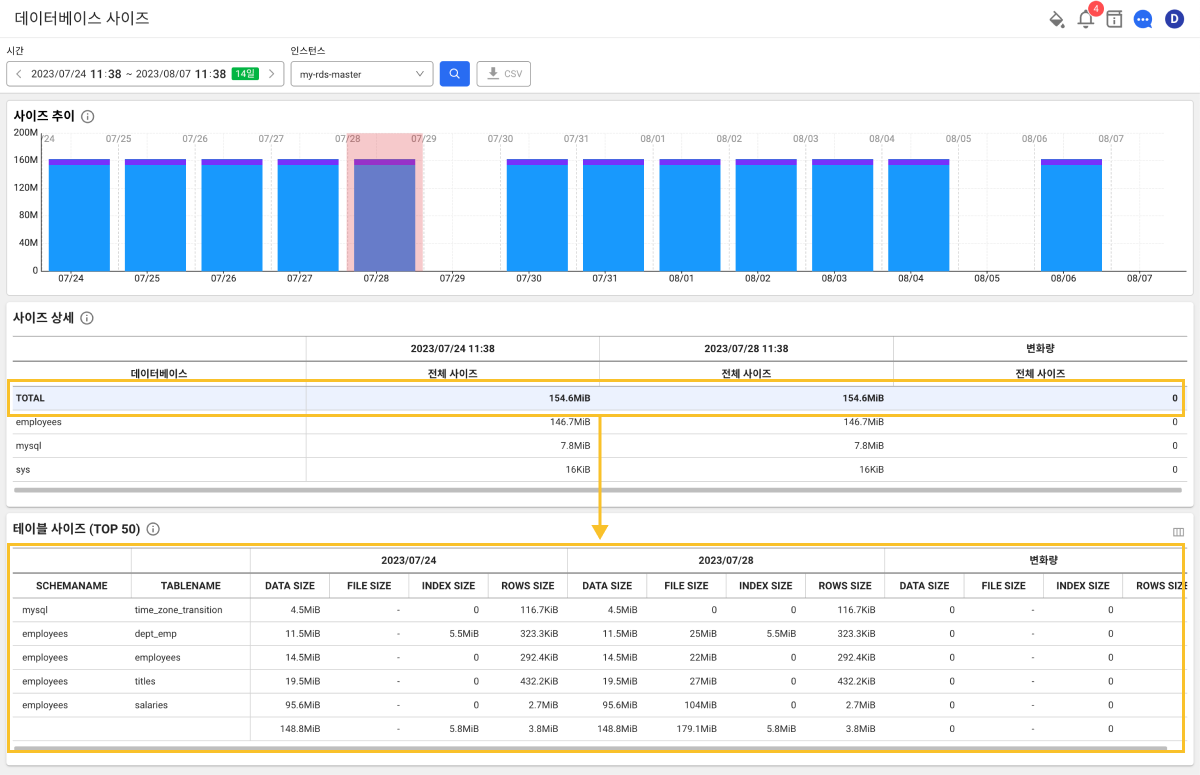 데이터베이스 사이즈
4
D
시간
인스턴스
2023/07/24 11:38 ~ 2023/08/07 11:38 14일
my-rds-master
CSV
사이즈 추이
24 07/25 07/26 07/27 07/28 07/29 07/30 07/31 08/01 08/02 08/03 08/04 08/05 08/06 08/07
200M
160M
120M
80M
40M
0
07/24 07/25 07/26 07/27 07/28 07/29 07/30 07/31 08/01 08/02 08/03 08/04 08/05 08/06 08/07
사이즈 상세
2023/07/24 11:38 2023/07/28 11:38 변화량
데이터베이스 전체 사이즈 전체 사이즈 전체 사이즈
TOTAL 154.6MiB 154.6MiB 0
employees 146.7MiB 146.7MiB 0
mysql 7.8MiB 7.8MiB 0
sys 16KiB 16KiB 0
테이블 사이즈 (TOP 50)
2023/07/24 2023/07/28 변화량
SCHEMANAME TABLENAME DATA SIZE FILE SIZE INDEX SIZE ROWS SIZE DATA SIZE FILE SIZE INDEX SIZE ROWS SIZE DATA SIZE FILE SIZE INDEX SIZE ROWS SIZE
mysql time_zone_transition 4.5MiB - 0 116.7KiB 4.5MiB 0 0 116.7KiB 0 - 0
employees dept_emp 11.5MiB - 5.5MiB 323.3KiB 11.5MiB 25MiB 5.5MiB 323.3KiB 0 - 0
employees employees 14.5MiB - 0 292.4KiB 14.5MiB 22MiB 0 292.4KiB 0 - 0
employees titles 19.5MiB - 0 432.2KiB 19.5MiB 27MiB 0 432.2KiB 0 - 0
employees salaries 95.6MiB - 0 2.7MiB 95.6MiB 104MiB 0 2.7MiB 0 - 0
148.8MiB - 5.8MiB 3.8MiB 148.8MiB 179.1MiB 5.8MiB 3.8MiB 0 - 0